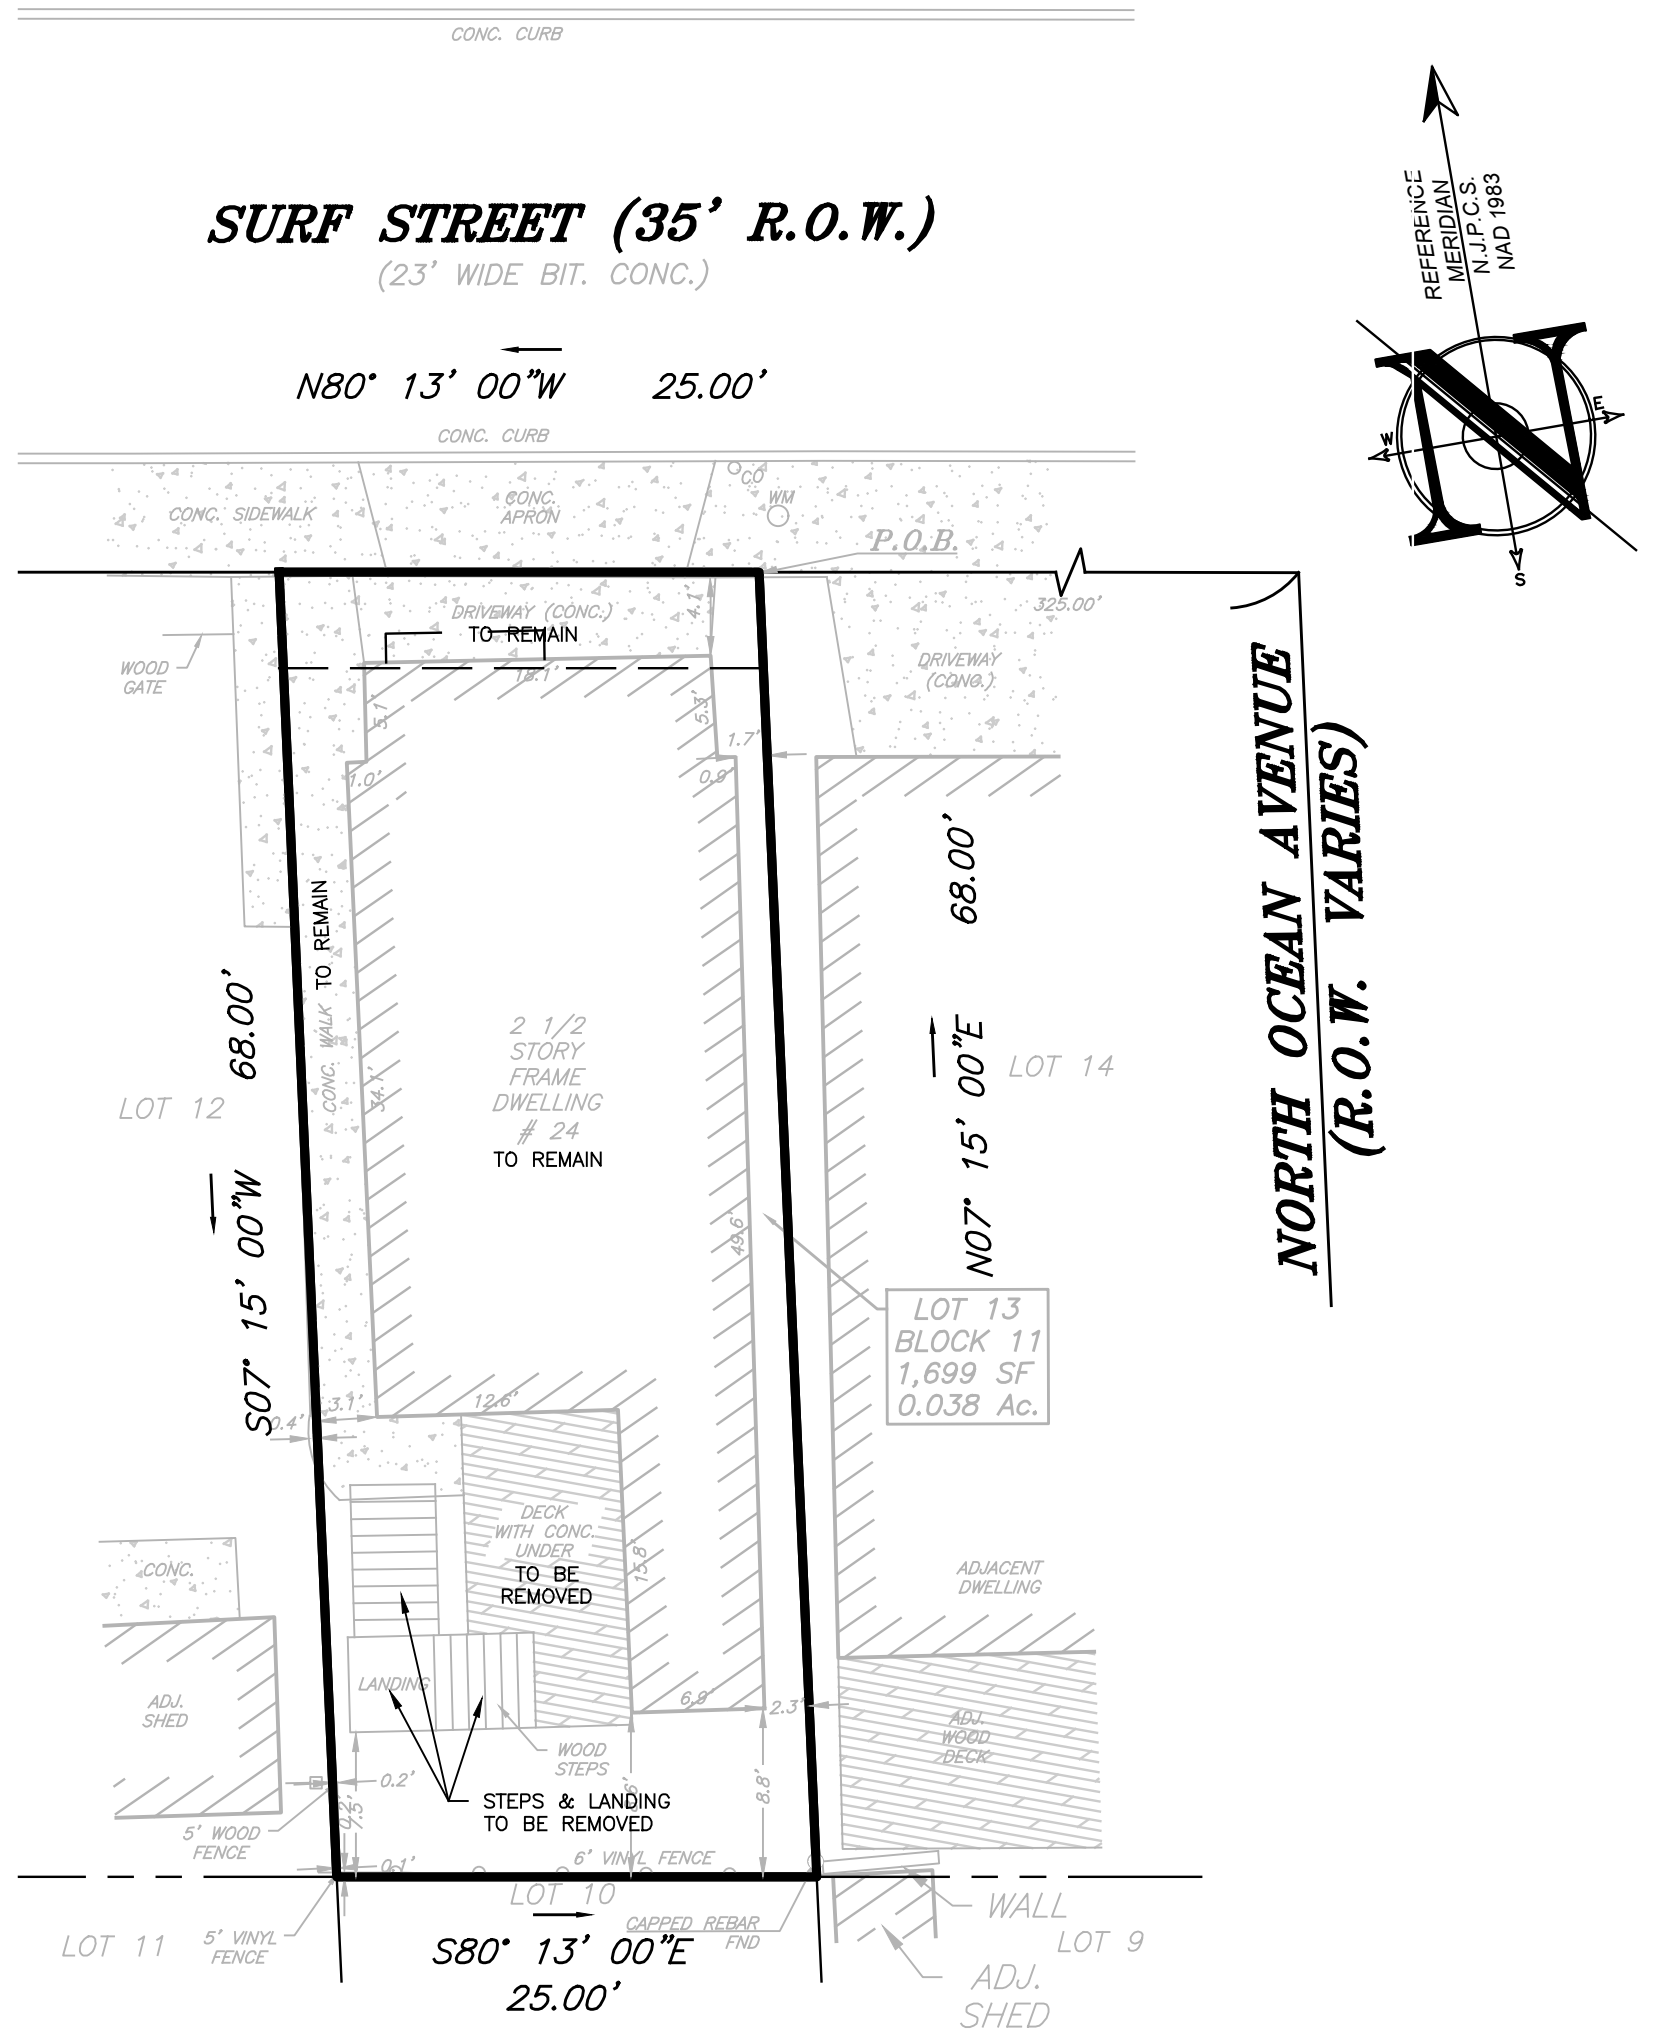 CONC. CURB
SURF STREET (35' R.O.W.)
(23' WIDE BIT. CONC.)
N80° 13' 00"W 25.00'
CONC. CURB
REFERENCE
MERIDIAN
N.J.P.C.S.
NAD 1983
N
E
W
S
CONC. SIDEWALK
CONC.
APRON
CO
WM
P.O.B.
325.00'
DRIVEWAY (CONC.)
TO REMAIN
4.1'
WOOD
GATE
DRIVEWAY
(CONC.)
18.1'
5.1'
5.3'
1.7'
1.0'
0.9'
NORTH OCEAN AVENUE
(R.O.W. VARIES)
TO REMAIN
CONC. WALK
68.00'
S07° 15' 00"W
68.00'
N07° 15' 00"E
2 1/2
STORY
FRAME
DWELLING
# 24
TO REMAIN
34.1'
LOT 12
LOT 14
49.6'
LOT 13
BLOCK 11
1,699 SF
0.038 Ac.
0.4'
3.1'
12.6'
DECK
WITH CONC.
UNDER
TO BE
REMOVED
15.8'
CONC.
ADJACENT
DWELLING
LANDING
6.9'
2.3'
ADJ.
SHED
ADJ.
WOOD
DECK
WOOD
STEPS
0.2'
STEPS & LANDING
TO BE REMOVED
8.8'
0.2'
7.5'
5' WOOD
FENCE
0.1'
6' VINYL FENCE
LOT 10
WALL
LOT 11
5' VINYL
FENCE
CAPPED REBAR
FND
LOT 9
S80° 13' 00"E
25.00'
ADJ.
SHED